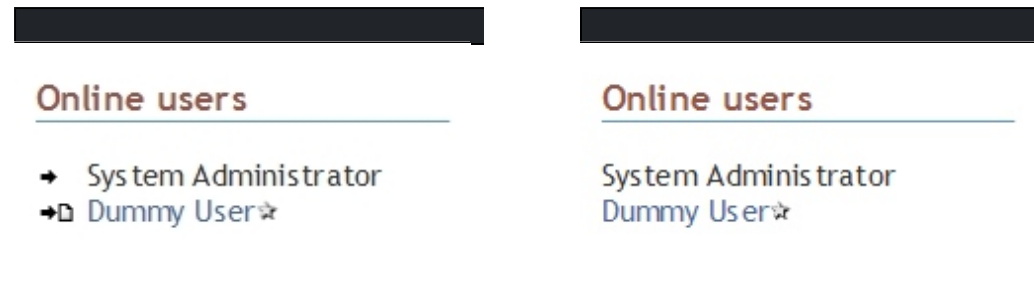 Online users
System Administrator
Dummy User
Online users
System Administrator
Dummy User